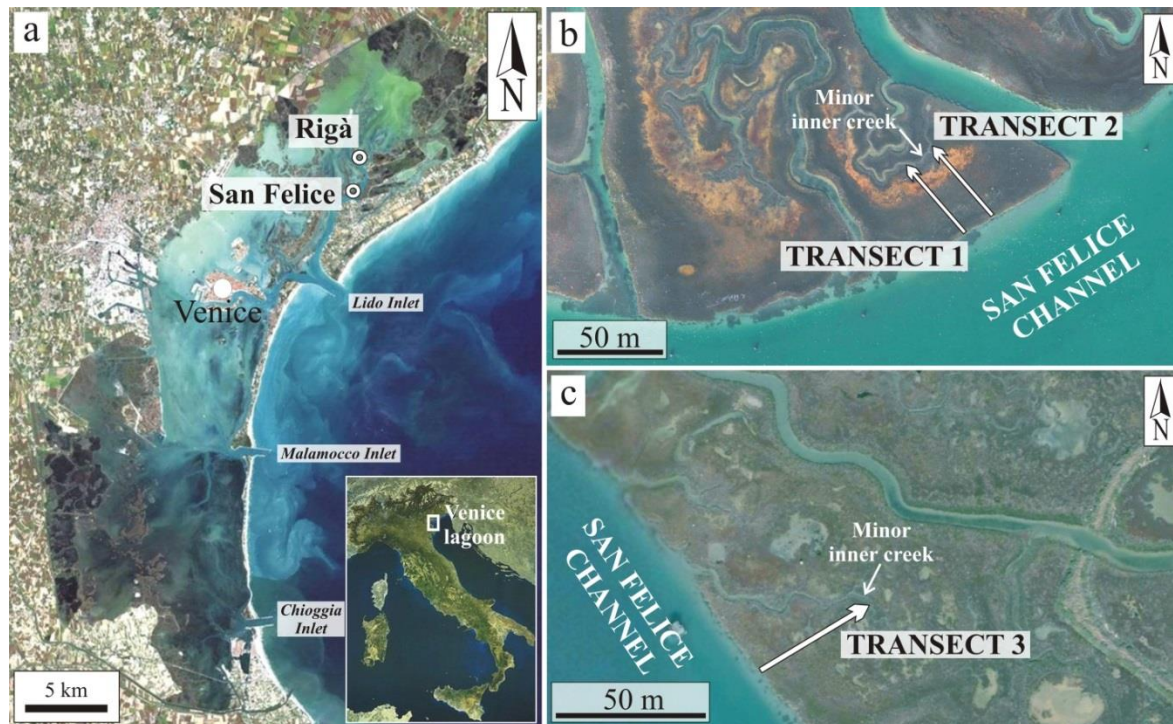 a
N
Rigà
San Felice
Venice
Lido Inlet
Malamocco Inlet
Venice
lagoon
Chioggia
Inlet
5 km
b
N
Minor
inner creek
TRANSECT 2
TRANSECT 1
SAN FELICE
CHANNEL
50 m
c
N
SAN FELICE
CHANNEL
Minor
inner creek
TRANSECT 3
50 m